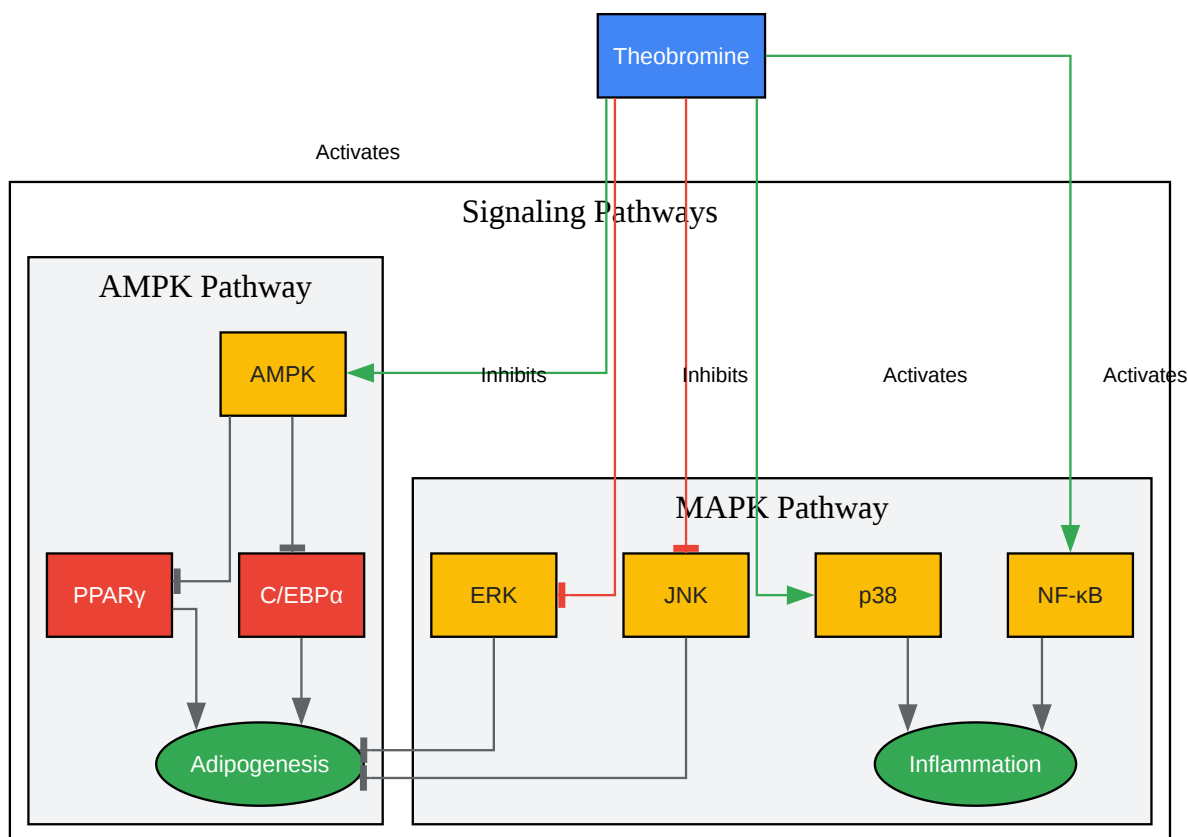 Theobromine
Activates
Signaling Pathways
AMPK Pathway
AMPK
Inhibits
Inhibits
Activates
Activates
MAPK Pathway
PPARγ
C/EBPα
ERK
JNK
p38
NF-κB
Adipogenesis
Inflammation